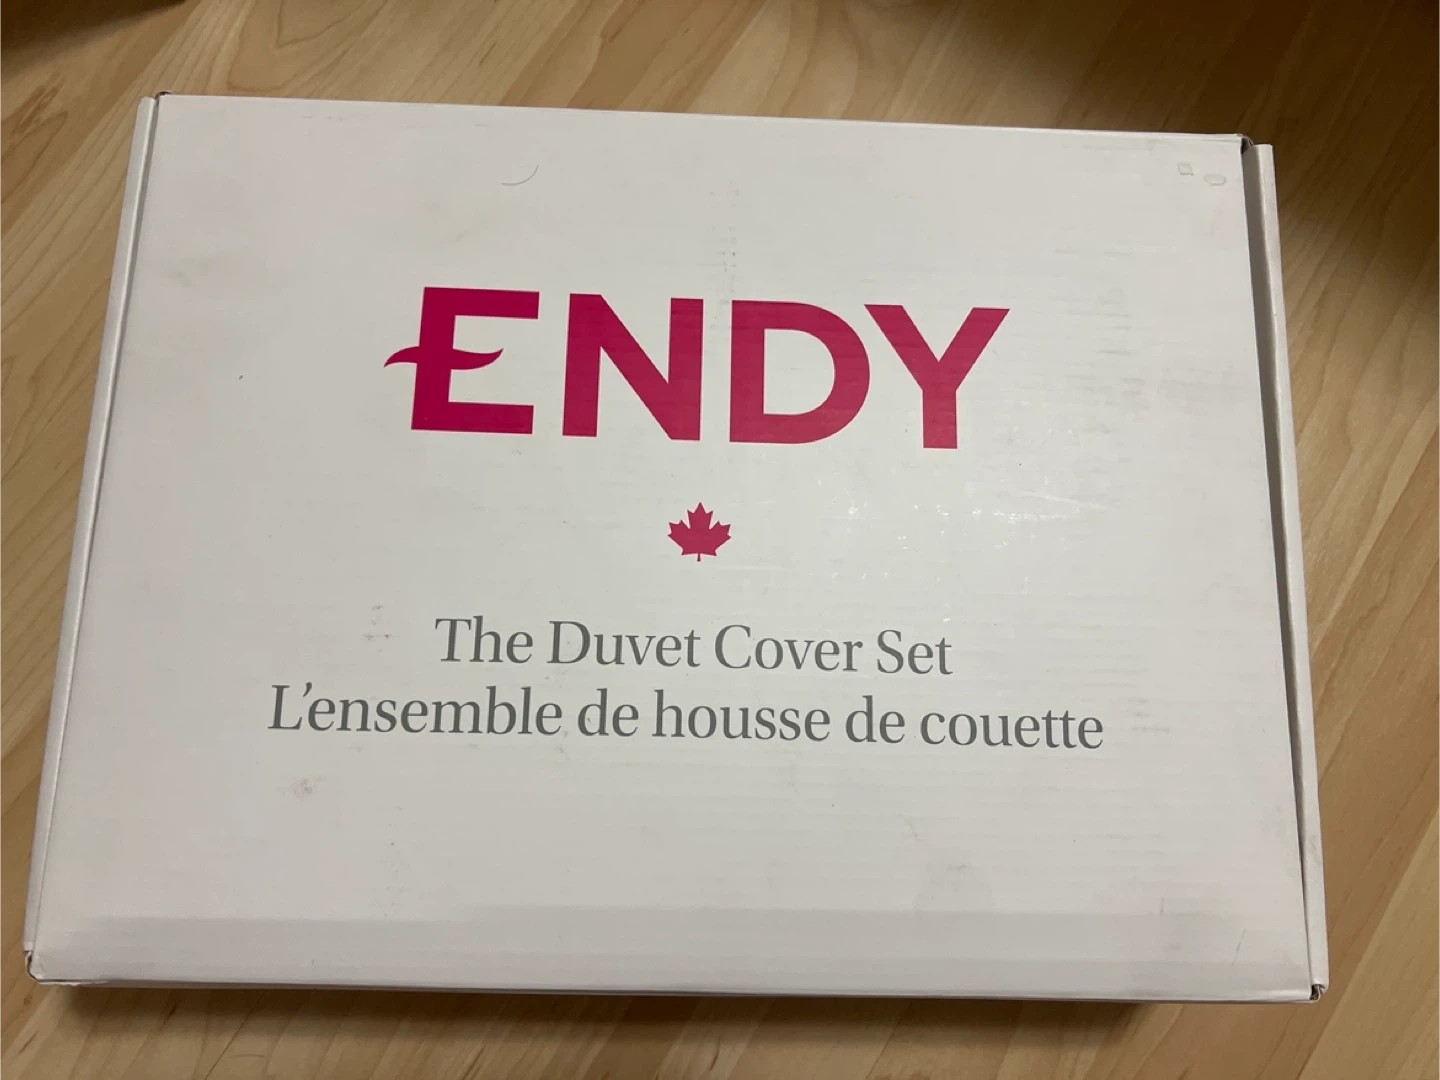 ENDY
The Duvet Cover Set
L'ensemble de housse de couette